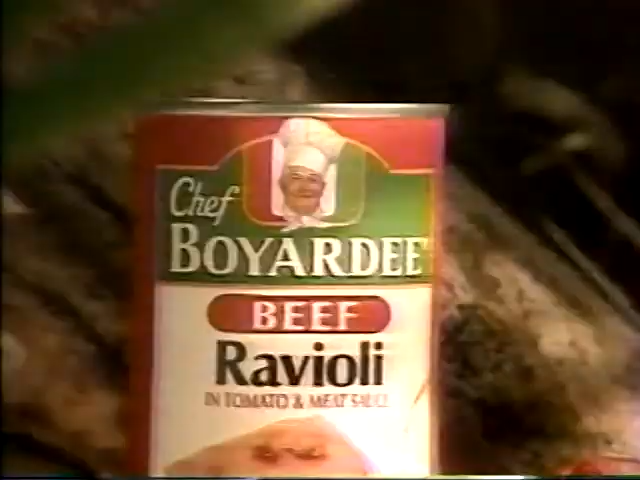 Chef
BOYARDEE
BEEF
Ravioli
IN TOMATO & MEAT SAUCE